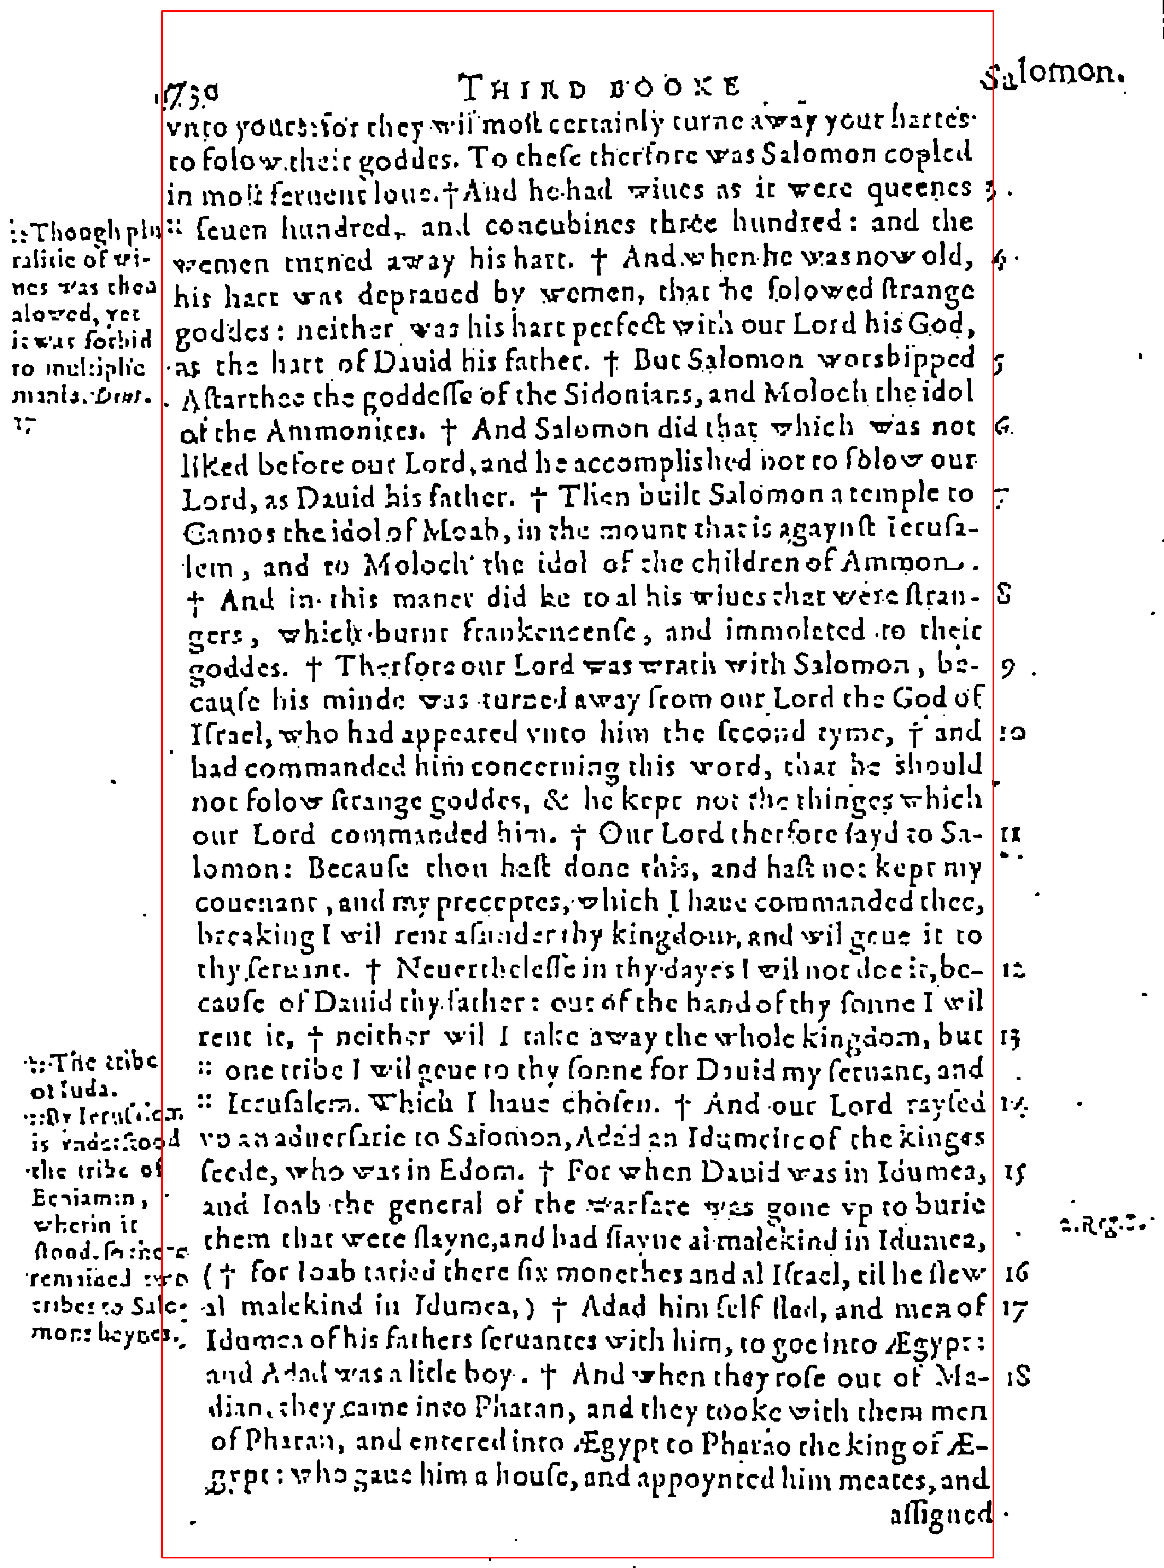 730 THIRD BOOKE Salomon.
vnto yours: for they wil most certainly turne away your hartes
to folow their goddes. To these therfore was Salomon copled
in most feruent loue. † And he had wiues as it were queenes 3
:: seuen hundred, and concubines three hundred: and the
wemen turned away his hart. † And when he was now old, 4
his hart was depraued by wemen, that he folowed strange
goddes: neither was his hart perfect with our Lord his God,
as the hart of Dauid his father. † But Salomon worshipped 5
Astarthee the goddesse of the Sidonians, and Moloch the idol
of the Ammonites. † And Salomon did that which was not 6
liked before our Lord, and he accomplished not to folow our
Lord, as Dauid his father. † Then built Salomon a temple to 7
Camos the idol of Moab, in the mount that is agaynst Ierusa-
lem, and to Moloch the idol of the children of Ammon.
† And in this maner did he to al his wiues that were stran- 8
gers, which burnt frankencense, and immoleted to their
goddes. † Therfore our Lord was wrath with Salomon, be- 9
cause his minde was turned away from our Lord the God of
Israel, who had appeared vnto him the second tyme, † and 10
had commanded him concerning this word, that he should
not folow strange goddes, & he kept not the thinges which
our Lord commanded him. † Our Lord therfore sayd to Sa- 11
lomon: Because thou hast done this, and hast not kept my
couenant, and my preceptes, which I haue commanded thee,
breaking I wil rent asunder thy kingdom, and wil geue it to
thy seruant. † Neuerthelesse in thy dayes I wil not doe it, be- 12
cause of Dauid thy father: out of the hand of thy sonne I wil
rent it, † neither wil I take away the whole kingdom, but 13
:: one tribe I wil geue to thy sonne for Dauid my seruant, and
:: Ierusalem. Which I haue chosen. † And our Lord raysed 14
vp an aduersarie to Salomon, Adad an Idumeite of the kinges
seede, who was in Edom. † For when Dauid was in Idumea, 15
and Ioab the general of the warfare was gone vp to burie
them that were slayne, and had slayne al malekind in Idumea,
( † for Ioab taried there six monethes and al Israel, til he slew 16
al malekind in Idumea,) † Adad him self fled, and men of 17
Idumea of his fathers seruantes with him, to goe into Ægypt:
and Adad was a litle boy. † And when they rose out of Ma- 18
dian, they came into Pharan, and they tooke with them men
of Pharan, and entered into Ægypt to Pharao the king of Æ-
gypt: who gaue him a house, and appoynted him meates, and
assigned
:: Though plu
ralitie of wi-
ues was then
alowed, yet
it was forbid
to multiplie
manie. Deut.
17
:: The tribe
of Iuda.
:: By Ierusalem
is vnderstood
the tribe of
Beniamin,
wherin it
stood. so there
remained two
tribes to Salo-
mons heyres.
2. Reg. 8.